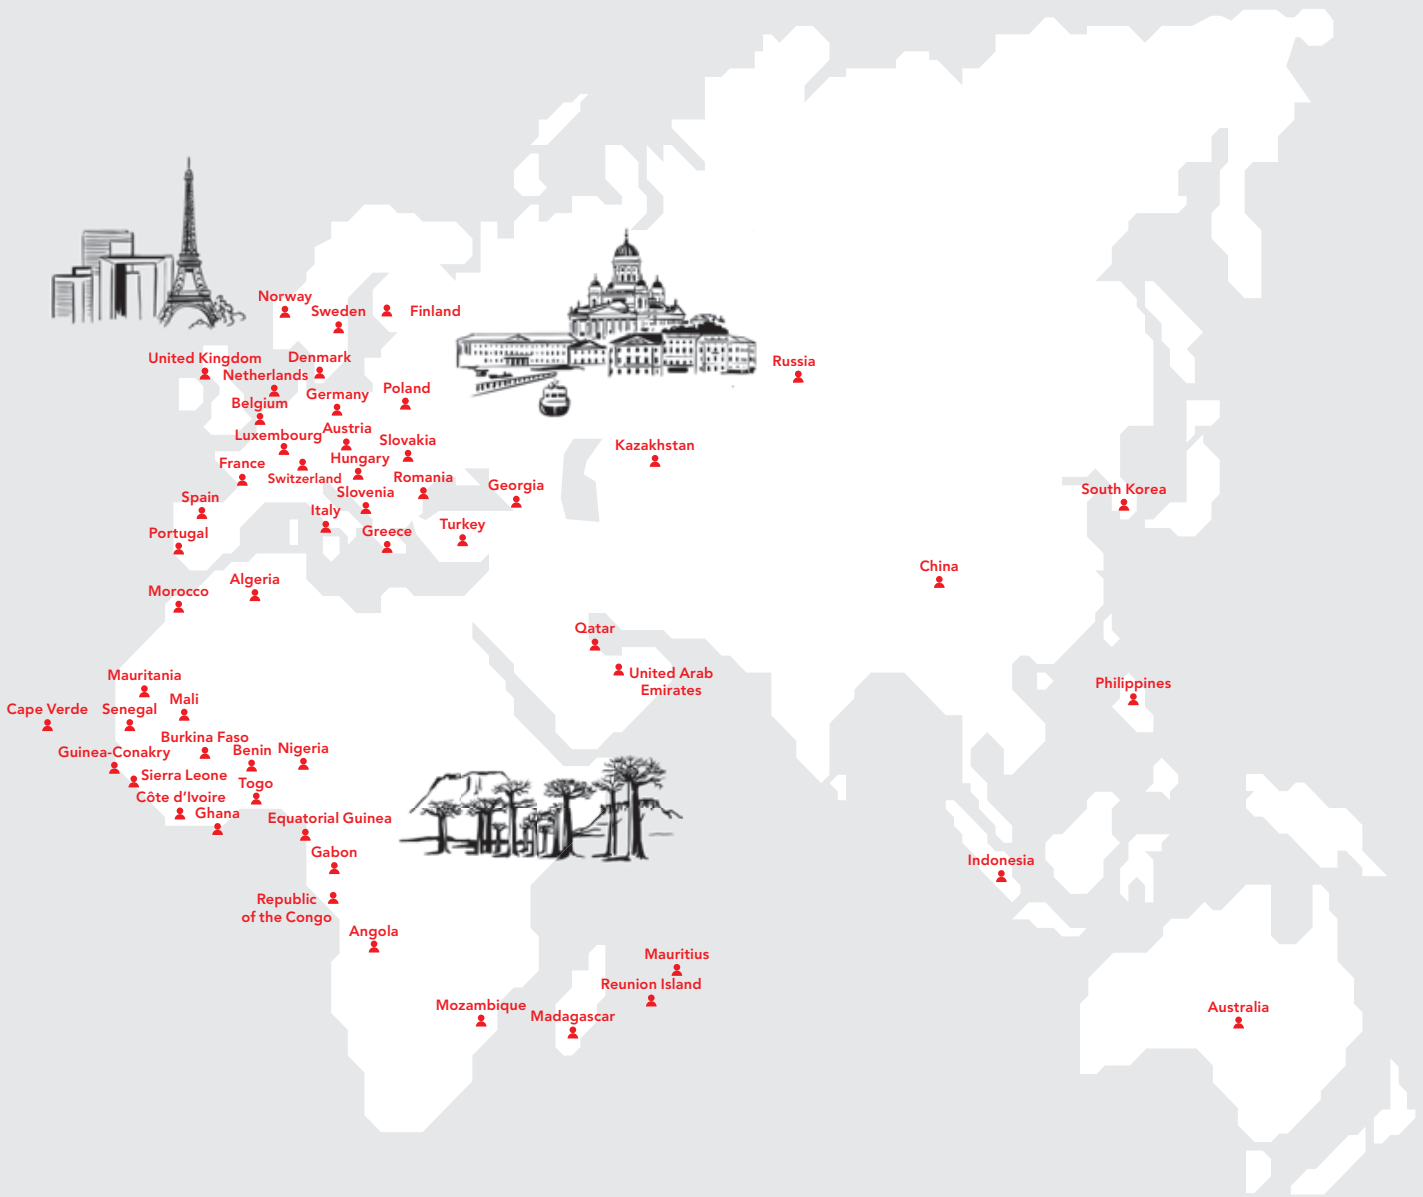 Norway
Sweden
Finland
United Kingdom
Denmark
Netherlands
Russia
Belgium
Germany
Poland
Luxembourg
Austria
Slovakia
Kazakhstan
France
Switzerland
Hungary
Romania
Georgia
South Korea
Spain
Slovenia
Italy
Portugal
Greece
Turkey
China
Morocco
Algeria
Qatar
United Arab
Emirates
Mauritania
Philippines
Cape Verde
Senegal
Mali
Guinea-Conakry
Burkina Faso
Benin
Nigeria
Sierra Leone
Togo
Côte d’Ivoire
Ghana
Equatorial Guinea
Gabon
Indonesia
Republic
of the Congo
Angola
Mauritius
Reunion Island
Mozambique
Madagascar
Australia